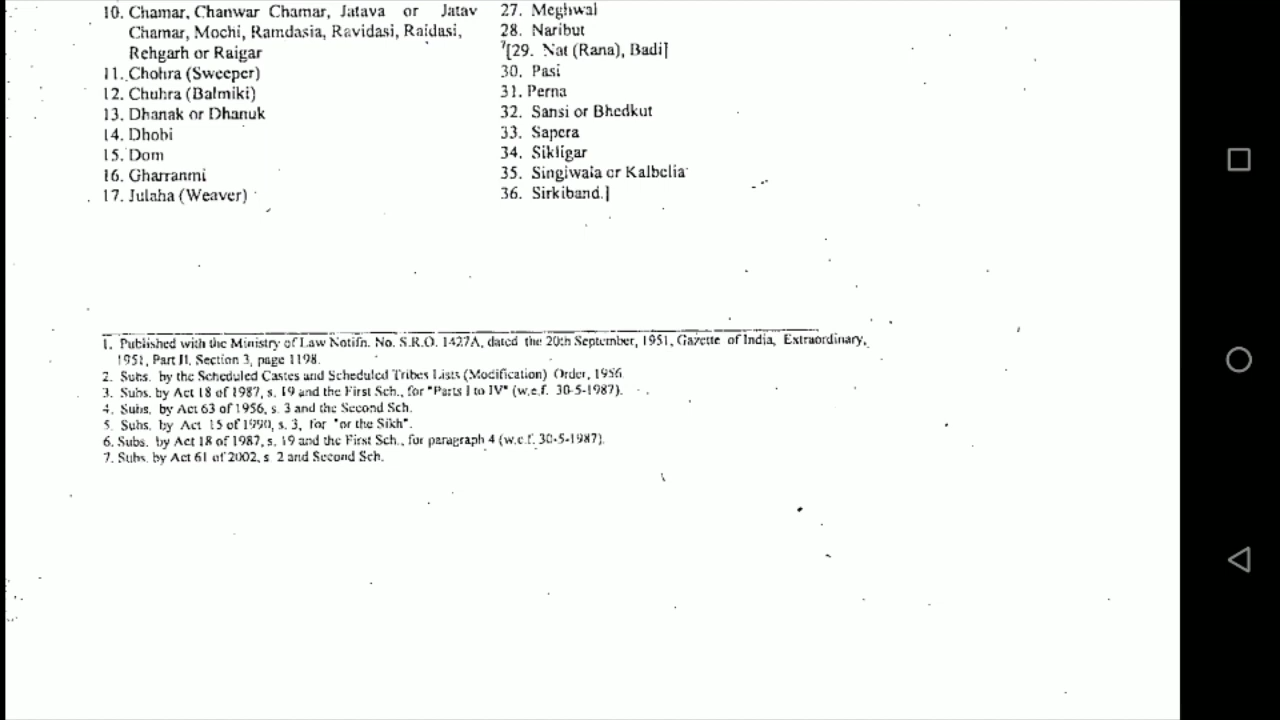 10. Chamar, Chanwar Chamar, Jatava or Jatav
Chamar, Mochi, Ramdasia, Ravidasi, Raidasi,
Rehgarh or Raigar
11. Chohra (Sweeper)
12. Chuhra (Balmiki)
13. Dhanak or Dhanuk
14. Dhobi
15. Dom
16. Gharrami
17. Julaha (Weaver)
27. Meghwal
28. Naribut
7[29. Nat (Rana), Badi]
30. Pasi
31. Perna
32. Sansi or Bhedkut
33. Sapera
34. Sikligar
35. Singiwala or Kalbelia
36. Sirkiband.]
1. Published with the Ministry of Law Notifn. No. S.R.O. 1427A, dated the 20th September, 1951, Gazette of India, Extraordinary,
1951, Part II, Section 3, page 1198.
2. Subs. by the Scheduled Castes and Scheduled Tribes Lists (Modification) Order, 1956.
3. Subs. by Act 18 of 1987, s. 19 and the First Sch., for "Parts I to IV" (w.e.f. 30-5-1987).
4. Subs. by Act 63 of 1956, s. 3 and the Second Sch.
5. Subs. by Act 15 of 1990, s. 3, for "or the Sikh".
6. Subs. by Act 18 of 1987, s. 19 and the First Sch., for paragraph 4 (w.e.f. 30-5-1987).
7. Subs. by Act 61 of 2002, s. 2 and Second Sch.